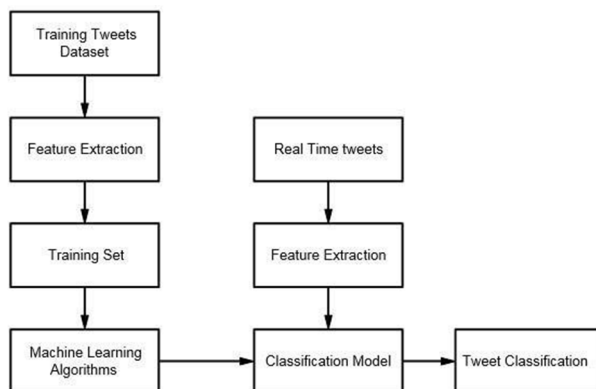 Training Tweets
Dataset
Feature Extraction
Real Time tweets
Training Set
Feature Extraction
Machine Learning
Algorithms
Classification Model
Tweet Classification